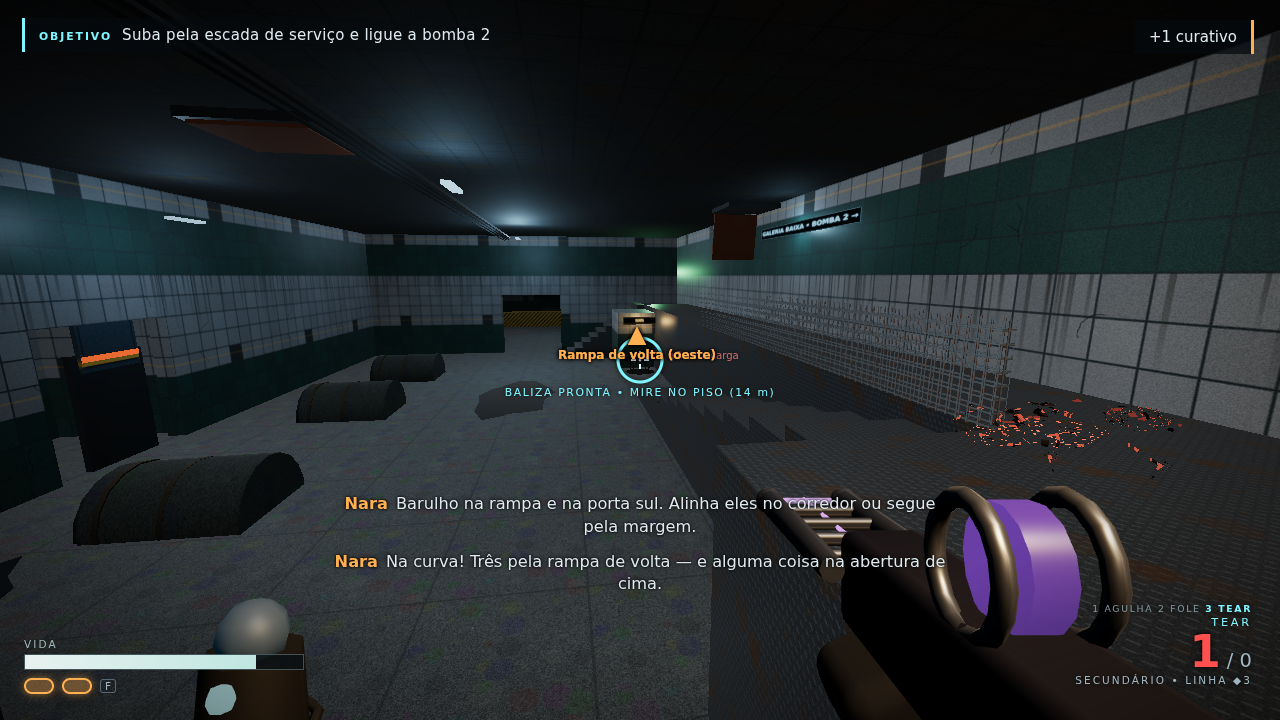 OBJETIVO Suba pela escada de serviço e ligue a bomba 2
+1 curativo
GALERIA BAIXA • BOMBA 2 →
Rampa de volta (oeste)
arga
BALIZA PRONTA • MIRE NO PISO (14 m)
Nara Barulho na rampa e na porta sul. Alinha eles no corredor ou segue
pela margem.
Nara Na curva! Três pela rampa de volta — e alguma coisa na abertura de
cima.
VIDA
F
1 AGULHA 2 FOLE 3 TEAR
TEAR
1 / 0
SECUNDÁRIO • LINHA ◆3